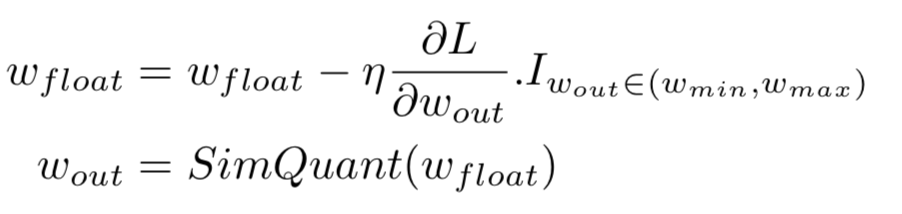 w_{float} = w_{float} - \eta \frac{\partial L}{\partial w_{out}} . I_{w_{out} \in (w_{min}, w_{max})}
w_{out} = SimQuant(w_{float})